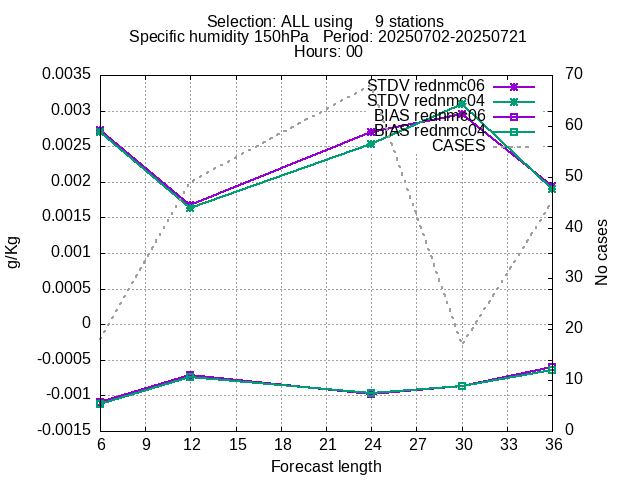 Selection: ALL using     9 stations
Specific humidity 150hPa   Period: 20250702-20250721
Hours: 00
0.0035
0.003
0.0025
0.002
0.0015
0.001
0.0005
0
-0.0005
-0.001
-0.0015
g/Kg
STDV rednmc06
STDV rednmc04
BIAS rednmc06
BIAS rednmc04
CASES
70
60
50
40
30
20
10
0
No cases
6 9 12 15 18 21 24 27 30 33 36
Forecast length